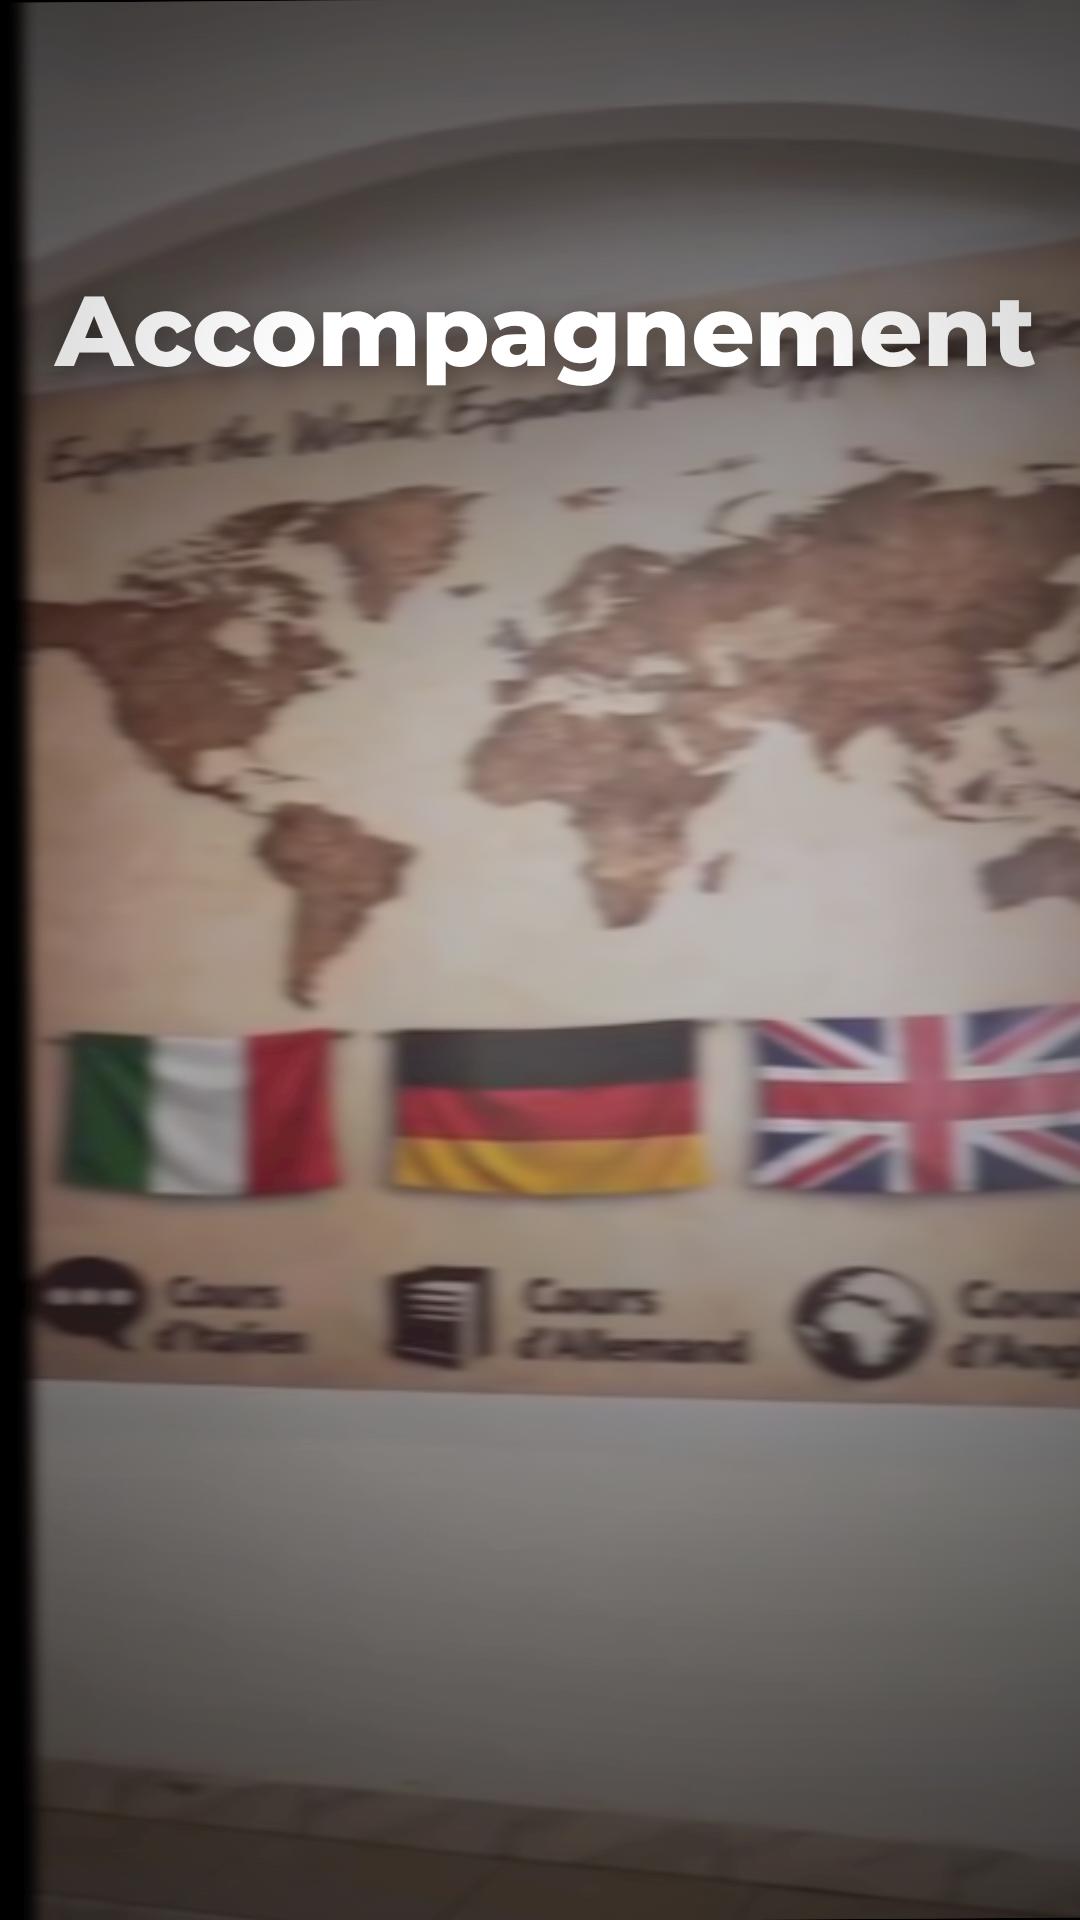 Accompagnement
Explore the World, Expand Your
Cours
d'Italien
Cours
d'Allemand